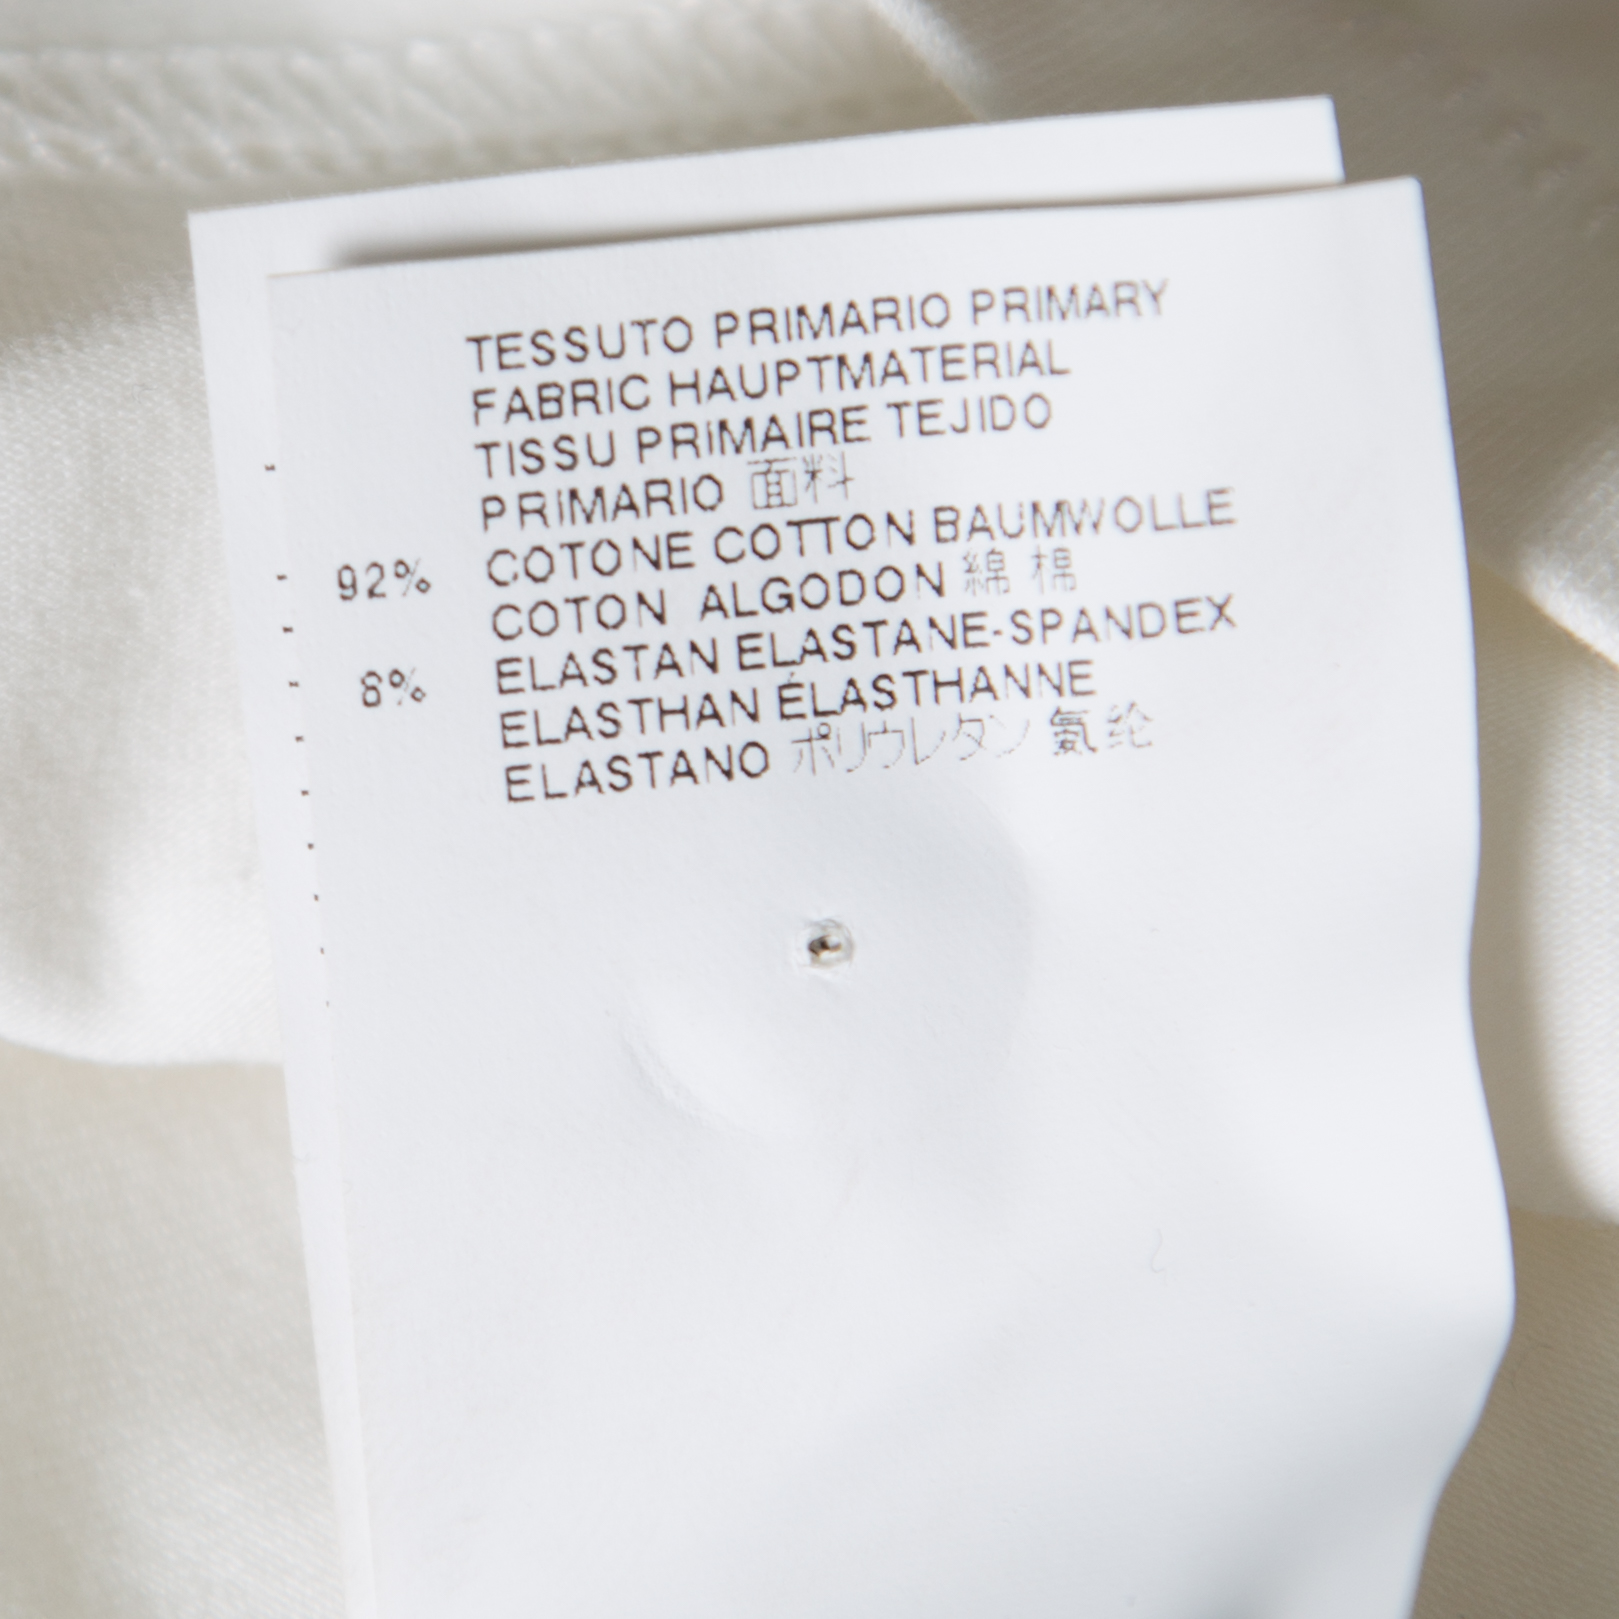 TESSUTO PRIMARIO PRIMARY
FABRIC HAUPTMATERIAL
TISSU PRIMAIRE TEJIDO
PRIMARIO 面料
92% COTONE COTTON BAUMWOLLE
COTON ALGODON 綿 棉
8% ELASTAN ELASTANE-SPANDEX
ELASTHAN ÉLASTHANNE
ELASTANO ポリウレタン 氨纶